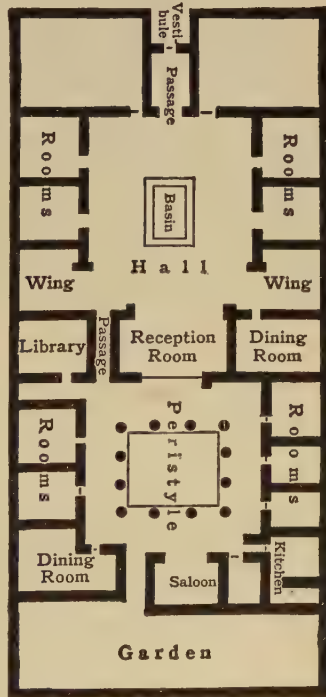 Vesti-
bule
Passage
Rooms
Rooms
Basin
Hall
Wing
Wing
Library
Passage
Reception
Room
Dining
Room
Rooms
Peristyle
Rooms
Dining
Room
Saloon
Kitchen
Garden